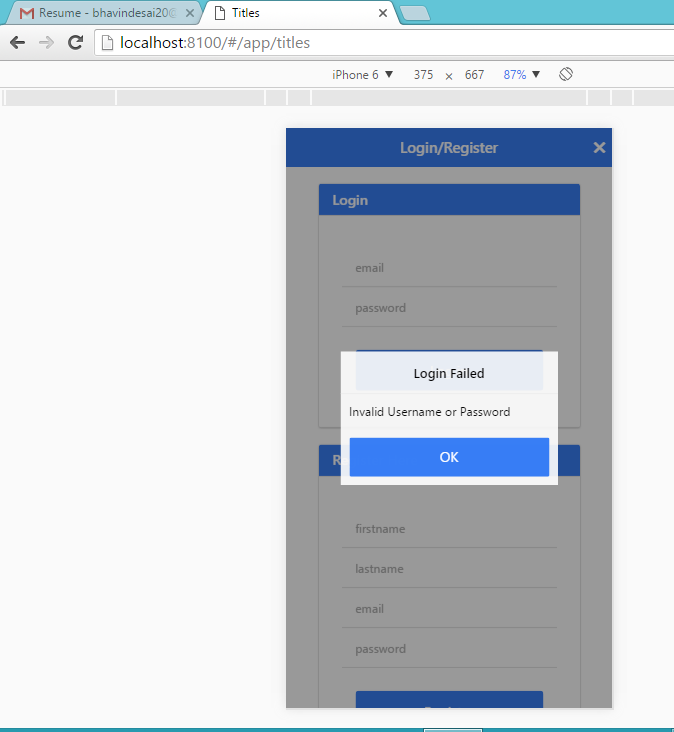 Resume - bhavindesai20@
Titles
localhost:8100/#/app/titles
iPhone 6 ▼ 375 × 667 87% ▼
Login/Register ×
Login
email
password
Login Failed
Invalid Username or Password
OK
R
firstname
lastname
email
password